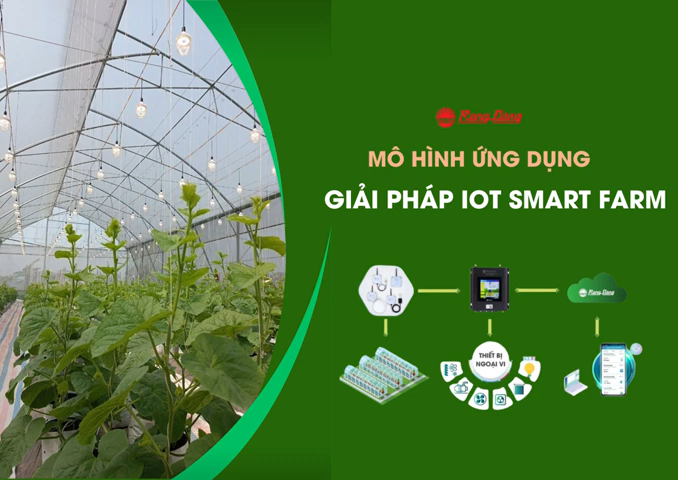 Rạng Đông
MÔ HÌNH ỨNG DỤNG
GIẢI PHÁP IOT SMART FARM
Rạng Đông
THIẾT BỊ
NGOẠI VI